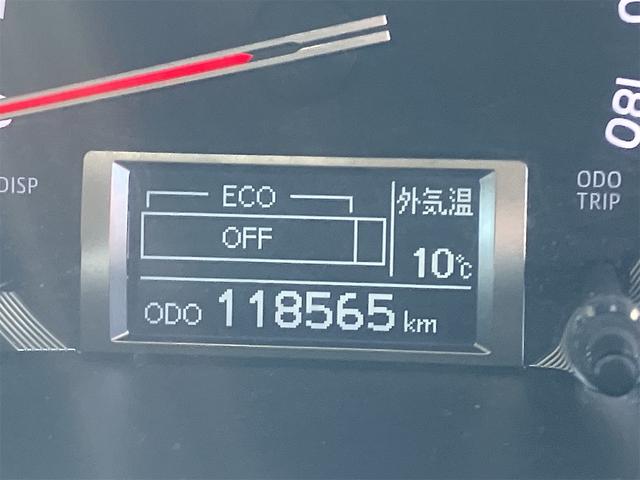 180
DISP
ECO
外気温
ODO
TRIP
OFF
10℃
ODO 118565 km